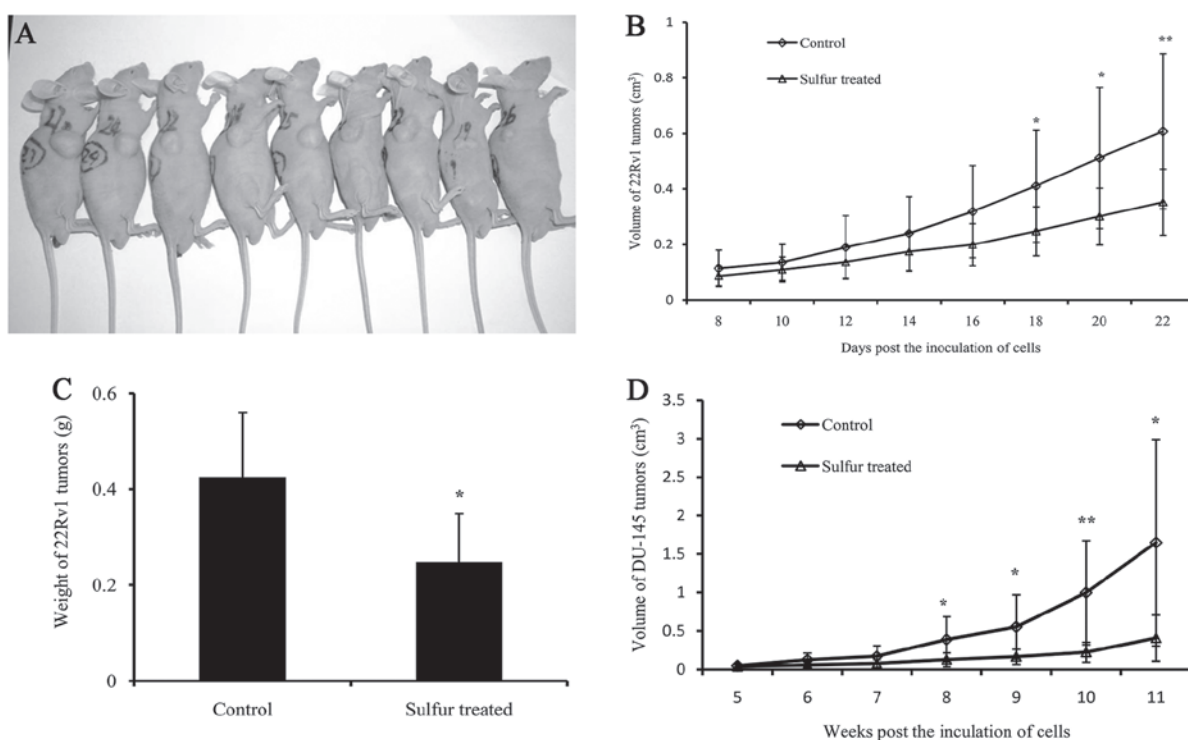 A
B
Volume of 22Rv1 tumors (cm³)
1
0.8
0.6
0.4
0.2
0
Control
Sulfur treated
*
*
**
8 10 12 14 16 18 20 22
Days post the inoculation of cells
C
Weight of 22Rv1 tumors (g)
0.6
0.4
0.2
0
*
Control Sulfur treated
D
Volume of DU-145 tumors (cm³)
3.5
3
2.5
2
1.5
1
0.5
0
Control
Sulfur treated
*
*
**
*
5 6 7 8 9 10 11
Weeks post the inculation of cells